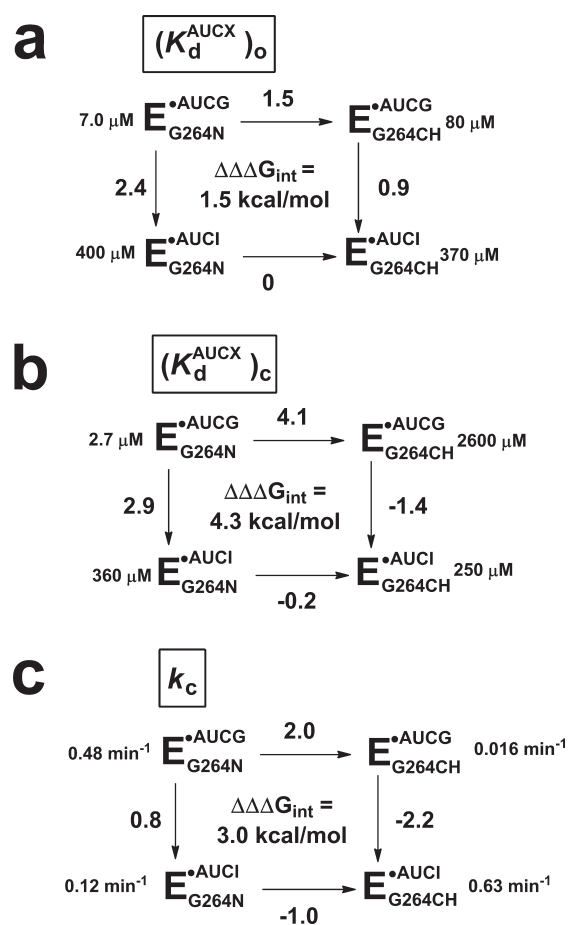 a
(K_d^AUCX)_o
7.0 μM E^•AUCG_G264N 1.5 E^•AUCG_G264CH 80 μM
2.4 ΔΔΔG_int = 0.9
1.5 kcal/mol
400 μM E^•AUCI_G264N 0 E^•AUCI_G264CH 370 μM
b
(K_d^AUCX)_c
2.7 μM E^•AUCG_G264N 4.1 E^•AUCG_G264CH 2600 μM
2.9 ΔΔΔG_int = -1.4
4.3 kcal/mol
360 μM E^•AUCI_G264N -0.2 E^•AUCI_G264CH 250 μM
c
k_c
0.48 min^-1 E^•AUCG_G264N 2.0 E^•AUCG_G264CH 0.016 min^-1
0.8 ΔΔΔG_int = -2.2
3.0 kcal/mol
0.12 min^-1 E^•AUCI_G264N -1.0 E^•AUCI_G264CH 0.63 min^-1